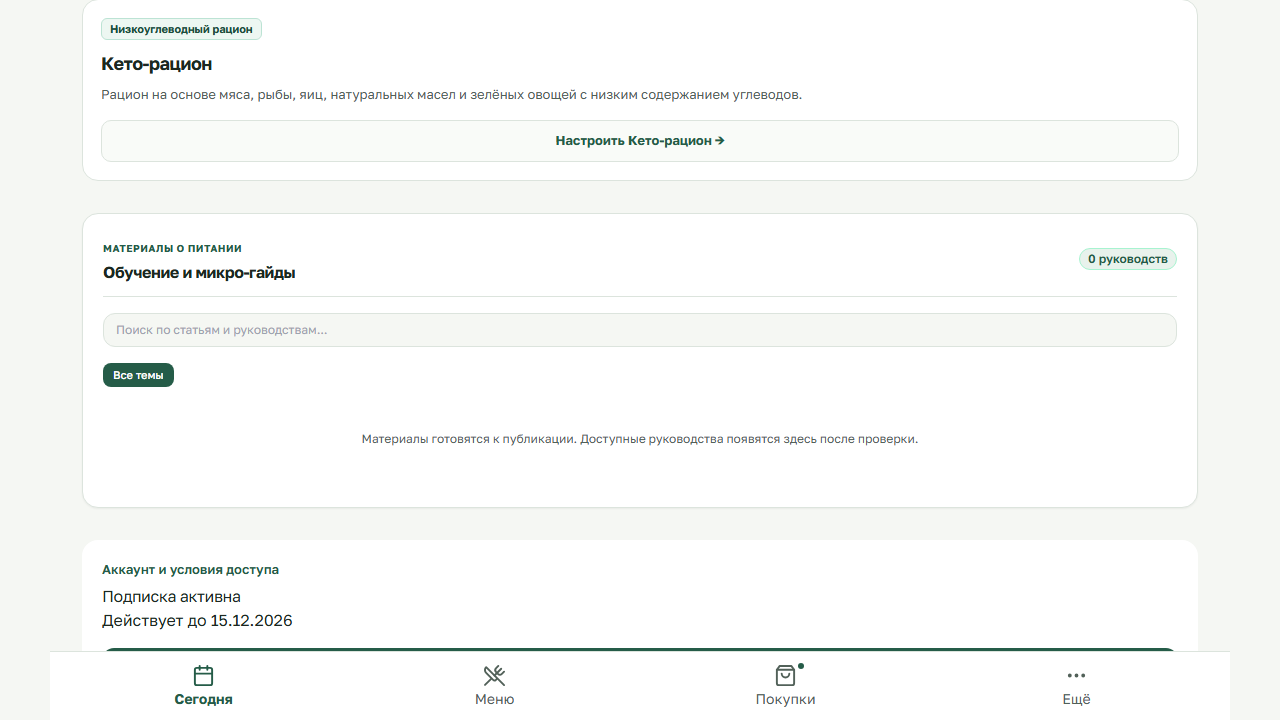 Низкоуглеводный рацион
Кето-рацион
Рацион на основе мяса, рыбы, яиц, натуральных масел и зелёных овощей с низким содержанием углеводов.
Настроить Кето-рацион →
МАТЕРИАЛЫ О ПИТАНИИ
Обучение и микро-гайды
0 руководств
Поиск по статьям и руководствам...
Все темы
Материалы готовятся к публикации. Доступные руководства появятся здесь после проверки.
Аккаунт и условия доступа
Подписка активна
Действует до 15.12.2026
Сегодня
Меню
Покупки
Ещё